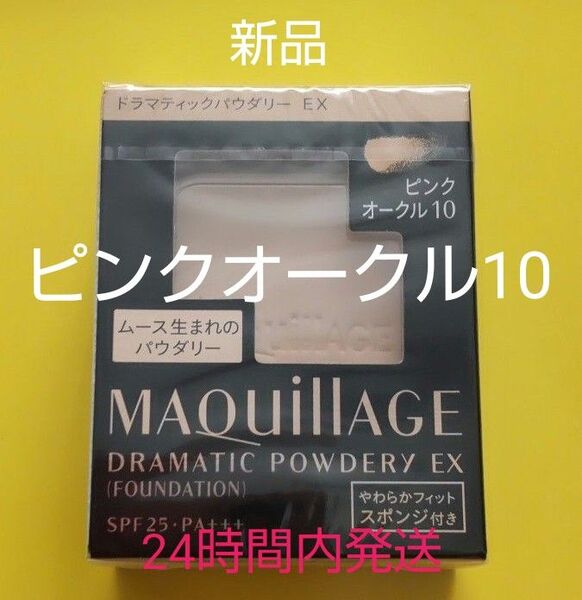 新品
ドラマティックパウダリー EX
ピンク
オークル10
ピンクオークル10
ムース生まれの
パウダリー
MAQuillAGE
DRAMATIC POWDERY EX
(FOUNDATION)
やわらかフィット
スポンジ付き
SPF25・PA+++
24時間内発送